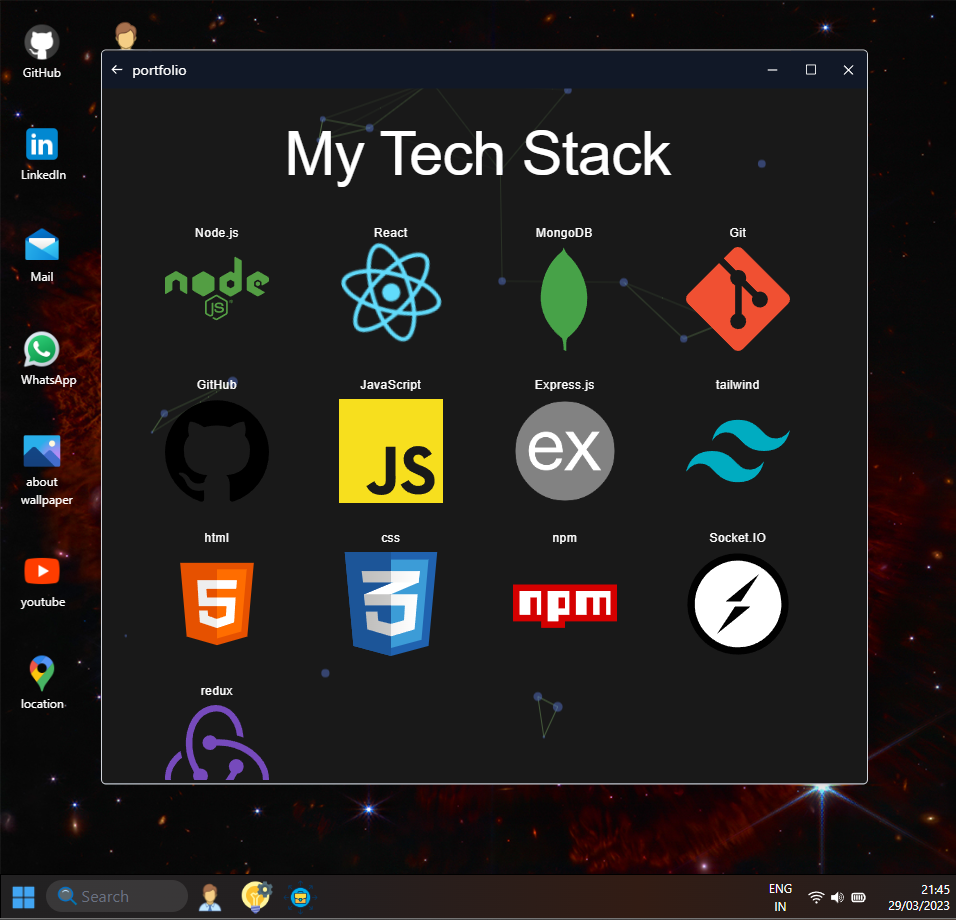 GitHub
LinkedIn
Mail
WhatsApp
about
wallpaper
youtube
location
portfolio
My Tech Stack
Node.js
React
MongoDB
Git
node
JS
GitHub
JavaScript
Express.js
tailwind
JS
ex
html
css
npm
Socket.IO
5
3
npm
redux
Search
ENG
IN
21:45
29/03/2023